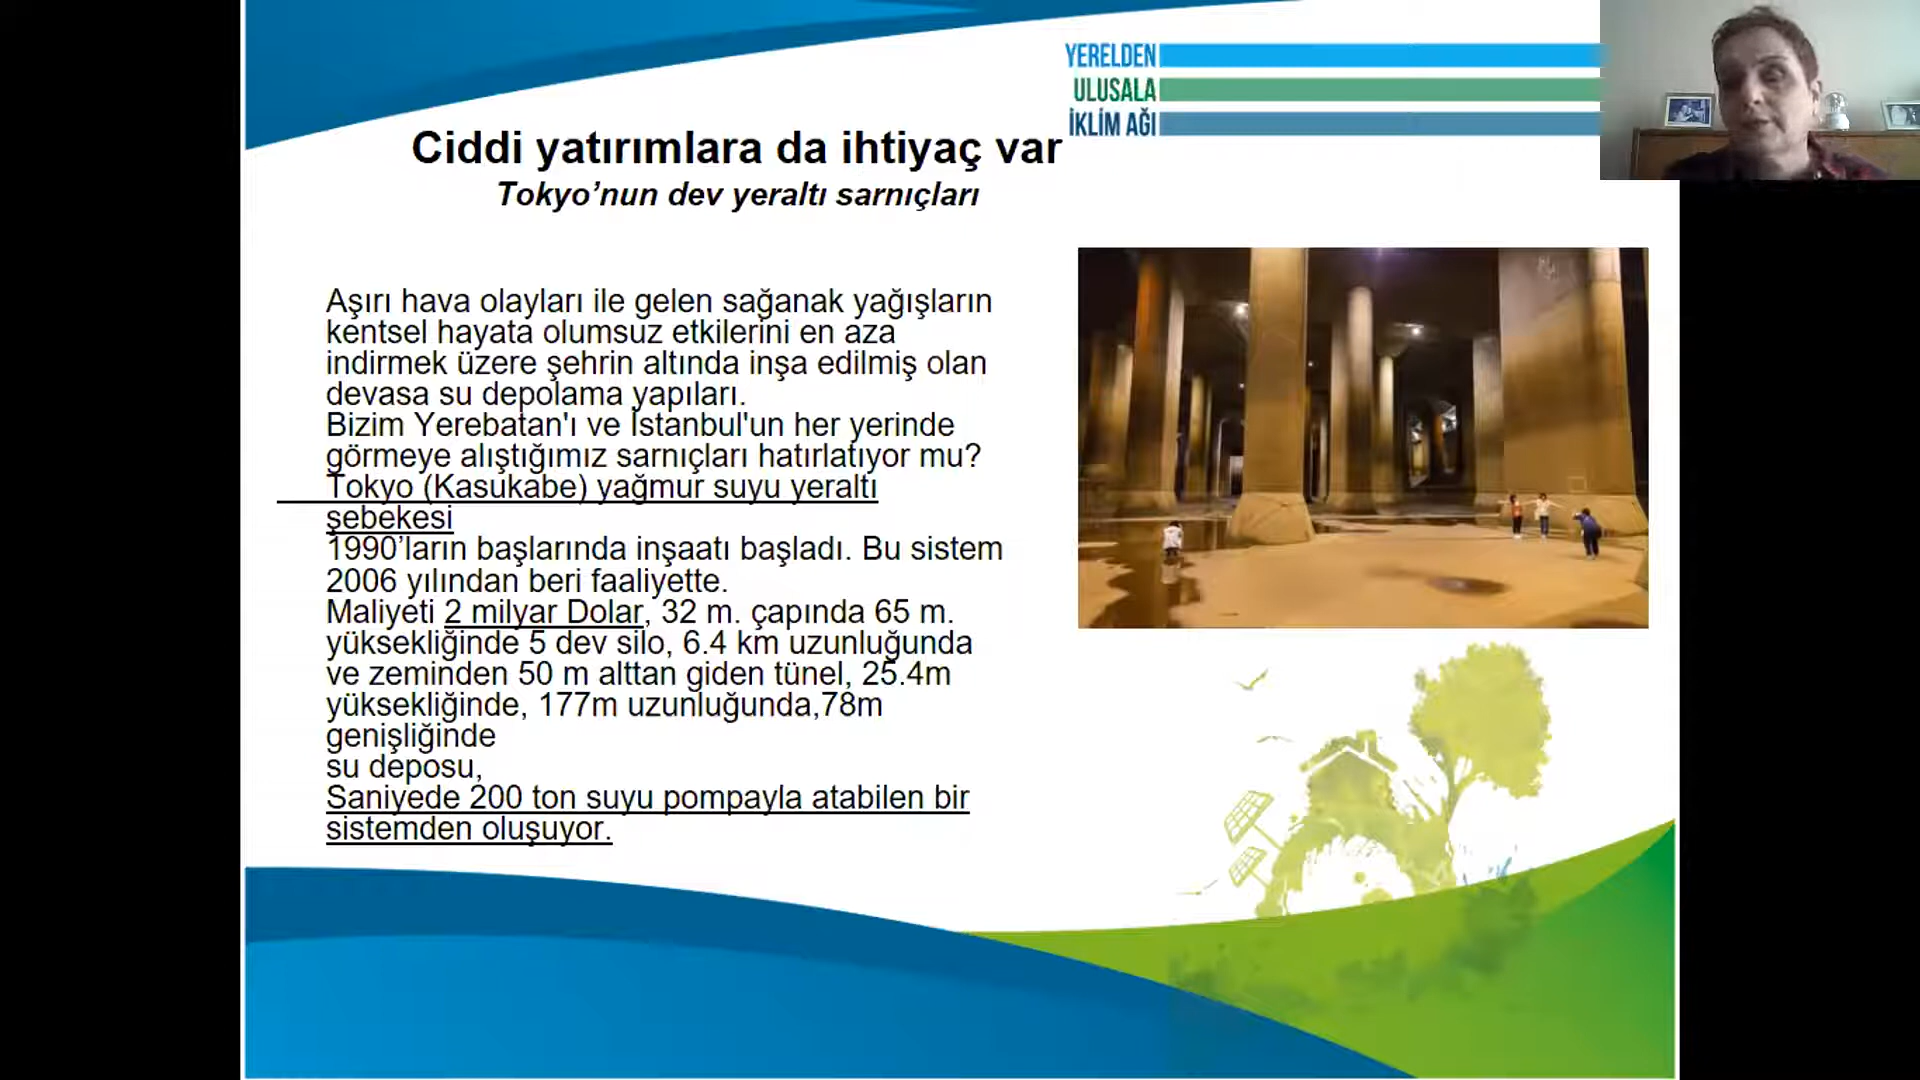 YERELDEN
ULUSALA
İKLİM AĞI
Ciddi yatırımlara da ihtiyaç var
Tokyo’nun dev yeraltı sarnıçları
Aşırı hava olayları ile gelen sağanak yağışların
kentsel hayata olumsuz etkilerini en aza
indirmek üzere şehrin altında inşa edilmiş olan
devasa su depolama yapıları.
Bizim Yerebatan'ı ve İstanbul'un her yerinde
görmeye alıştığımız sarnıçları hatırlatıyor mu?
Tokyo (Kasukabe) yağmur suyu yeraltı
şebekesi
1990’ların başlarında inşaatı başladı. Bu sistem
2006 yılından beri faaliyette.
Maliyeti 2 milyar Dolar, 32 m. çapında 65 m.
yüksekliğinde 5 dev silo, 6.4 km uzunluğunda
ve zeminden 50 m alttan giden tünel, 25.4m
yüksekliğinde, 177m uzunluğunda,78m
genişliğinde
su deposu,
Saniyede 200 ton suyu pompayla atabilen bir
sistemden oluşuyor.